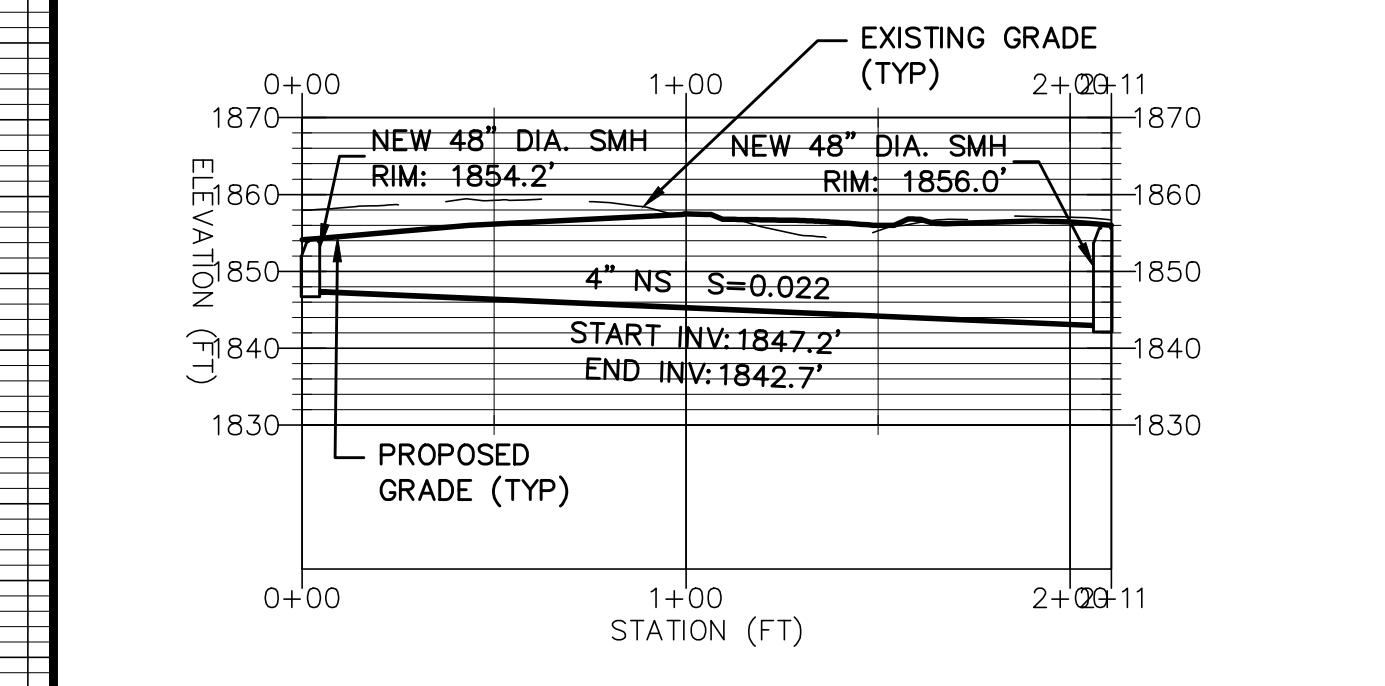 EXISTING GRADE
(TYP)
0+00
1+00
2+00
2+11
1870
1870
NEW 48” DIA. SMH
RIM: 1854.2’
NEW 48” DIA. SMH
RIM: 1856.0’
1860
1860
ELEVATION (FT)
1850
1850
4” NS S=0.022
START INV: 1847.2’
END INV: 1842.7’
1840
1840
1830
1830
PROPOSED
GRADE (TYP)
0+00
1+00
2+00
2+11
STATION (FT)